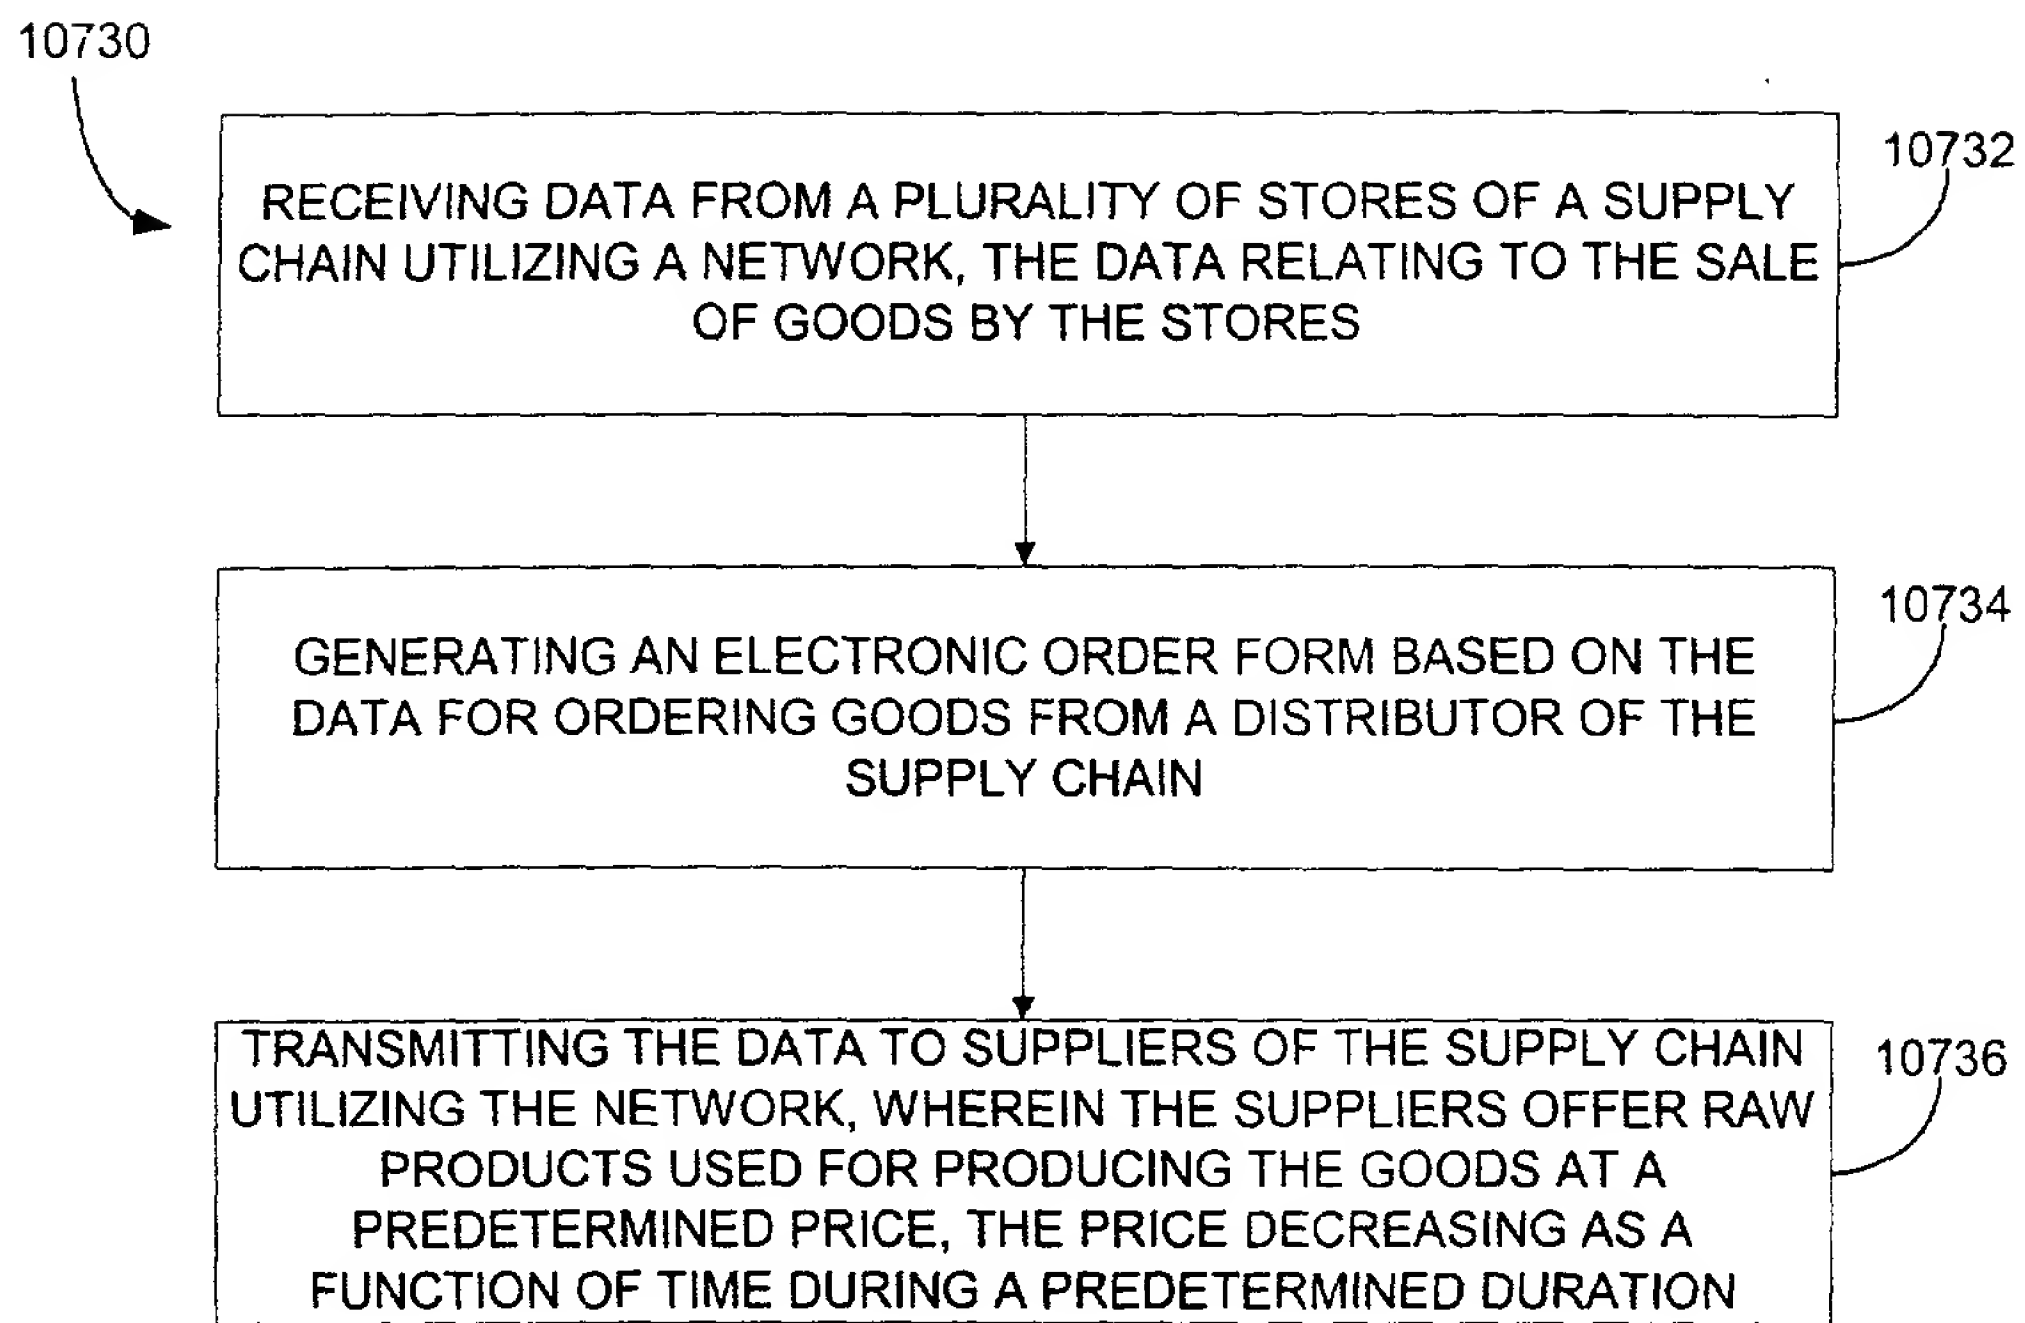 10730
10732
RECEIVING DATA FROM A PLURALITY OF STORES OF A SUPPLY
CHAIN UTILIZING A NETWORK, THE DATA RELATING TO THE SALE
OF GOODS BY THE STORES
10734
GENERATING AN ELECTRONIC ORDER FORM BASED ON THE
DATA FOR ORDERING GOODS FROM A DISTRIBUTOR OF THE
SUPPLY CHAIN
10736
TRANSMITTING THE DATA TO SUPPLIERS OF THE SUPPLY CHAIN
UTILIZING THE NETWORK, WHEREIN THE SUPPLIERS OFFER RAW
PRODUCTS USED FOR PRODUCING THE GOODS AT A
PREDETERMINED PRICE, THE PRICE DECREASING AS A
FUNCTION OF TIME DURING A PREDETERMINED DURATION